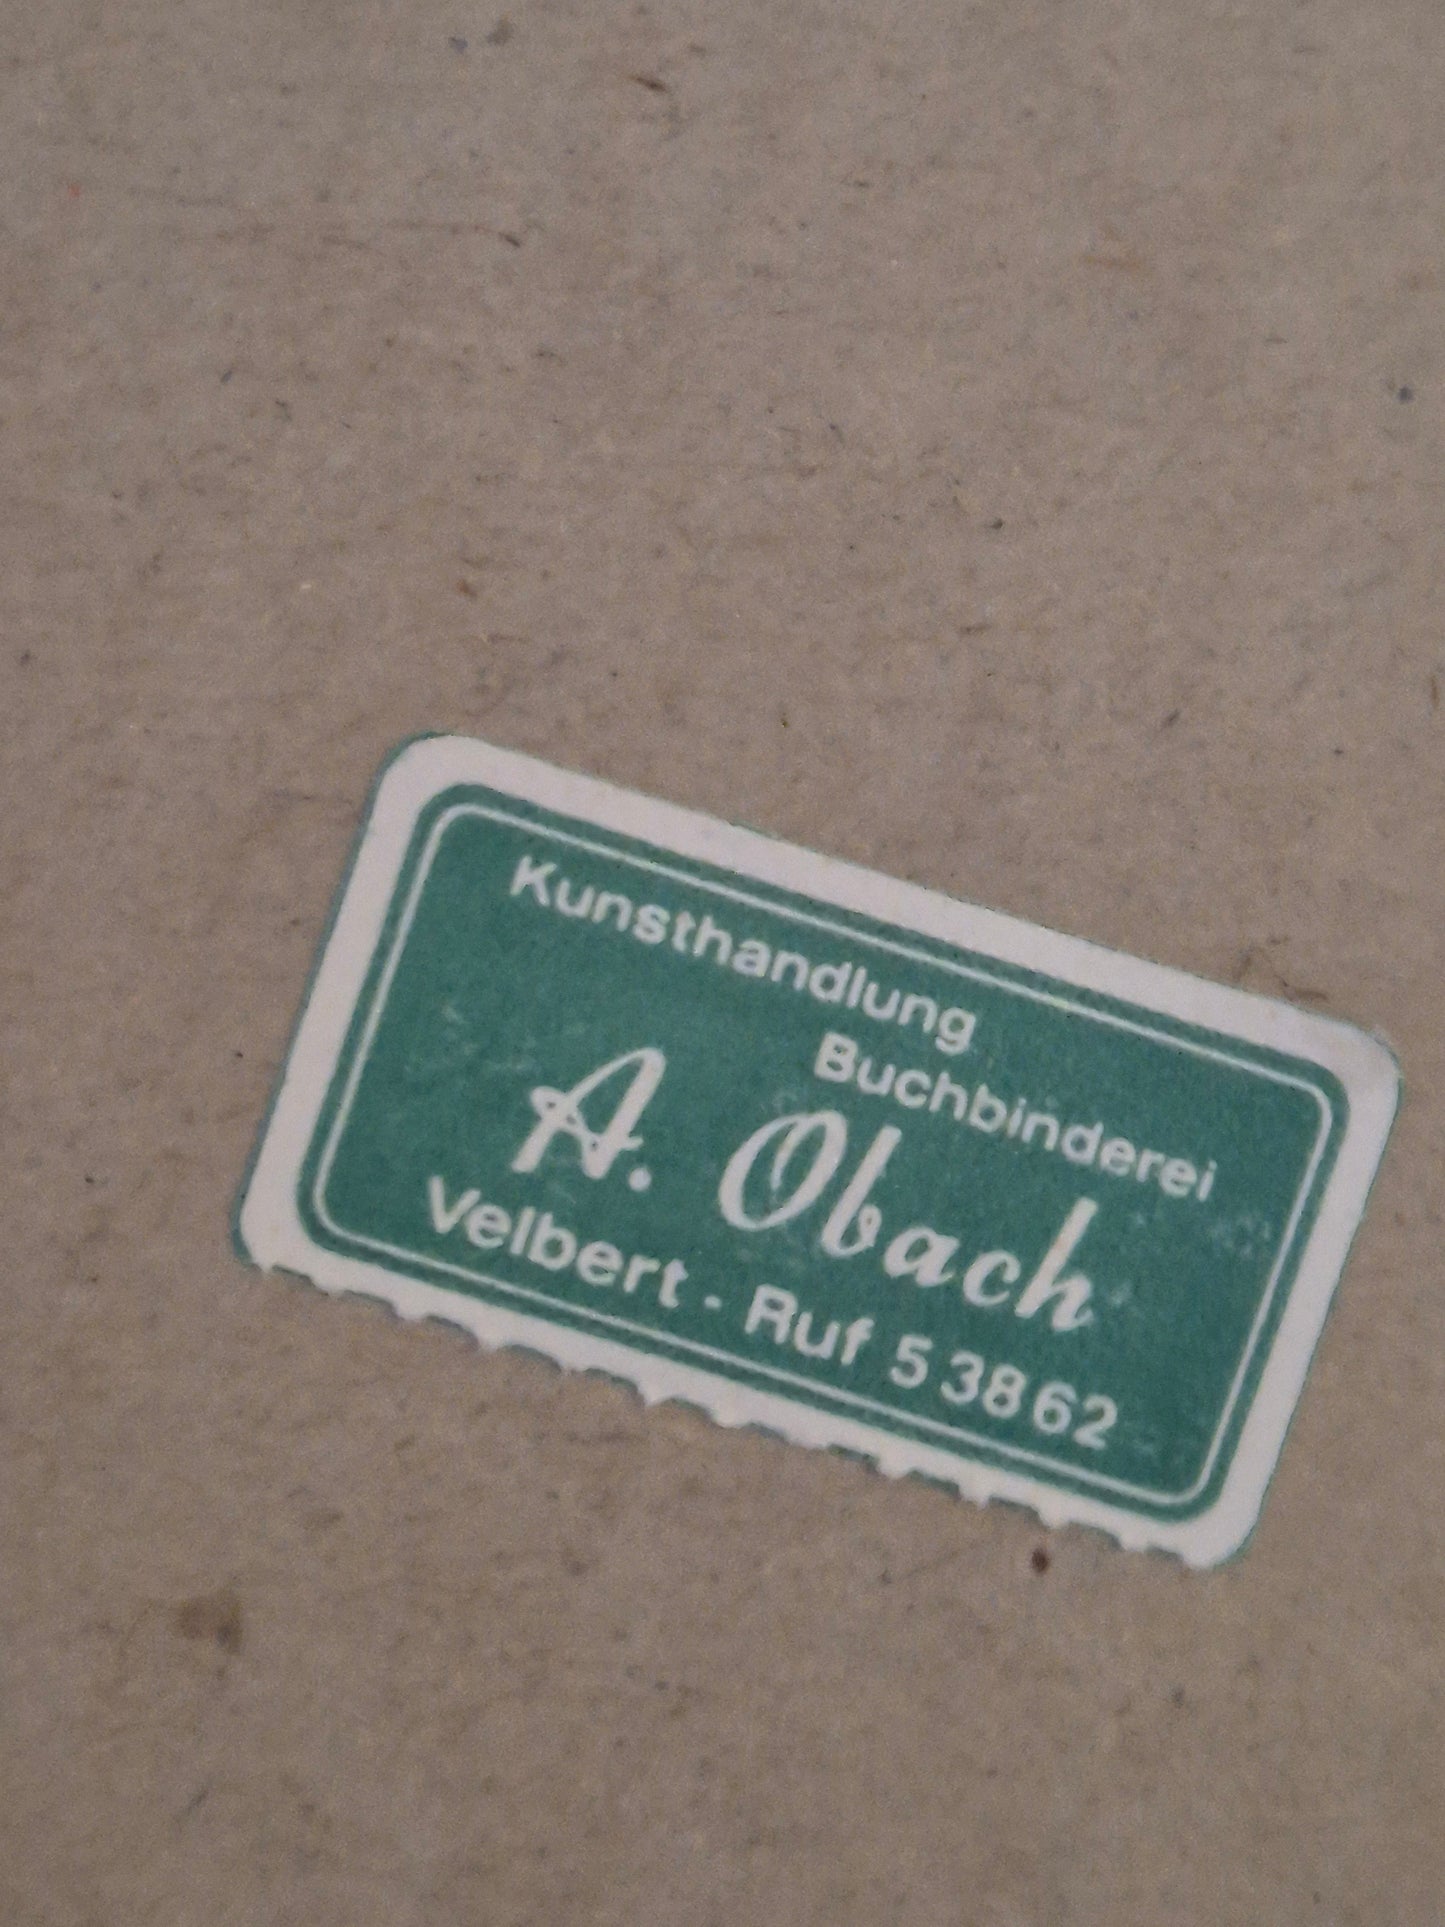 Kunsthandlung
Buchbinderei
A. Obach
Velbert - Ruf 53862